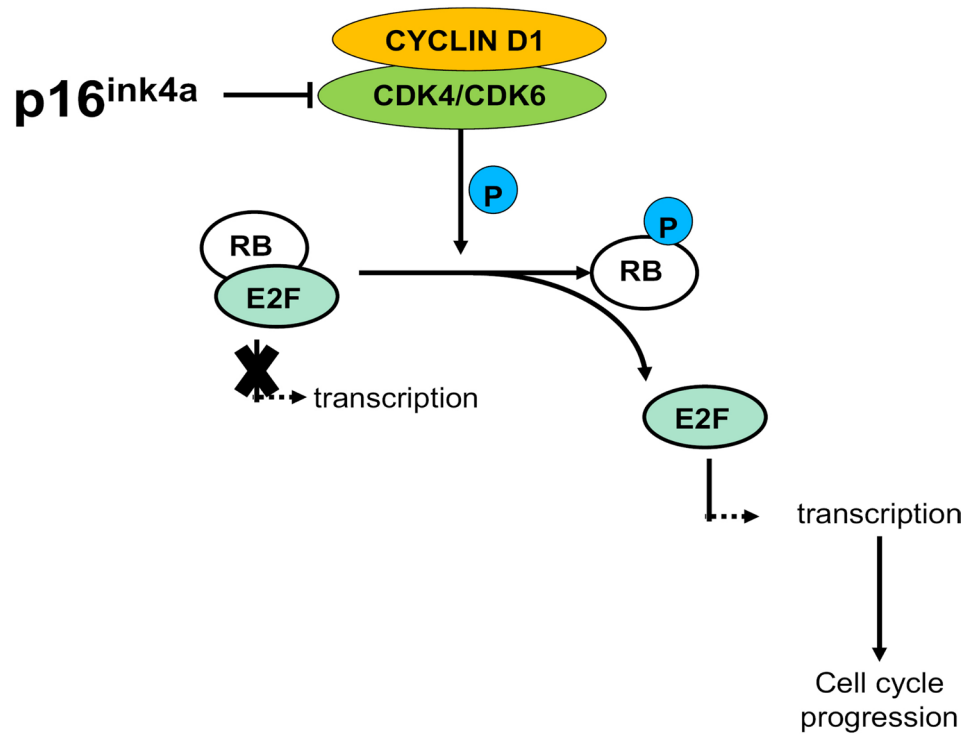 CYCLIN D1
p16ink4a
CDK4/CDK6
P
P
RB
RB
E2F
transcription
E2F
transcription
Cell cycle
progression